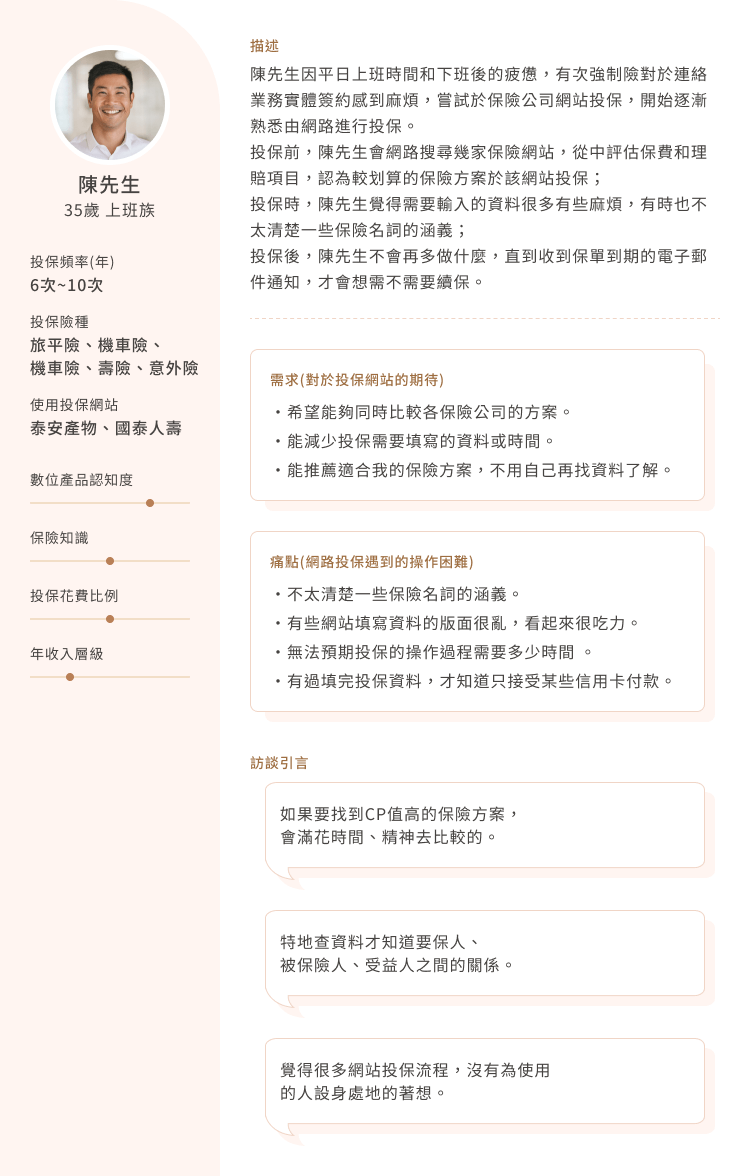 陳先生
35歲 上班族
投保頻率(年)
6次~10次
投保險種
旅平險、機車險、
機車險、壽險、意外險
使用投保網站
泰安產物、國泰人壽
數位產品認知度
保險知識
投保花費比例
年收入層級
描述
陳先生因平日上班時間和下班後的疲憊，有次強制險對於連絡
業務實體簽約感到麻煩，嘗試於保險公司網站投保，開始逐漸
熟悉由網路進行投保。
投保前，陳先生會網路搜尋幾家保險網站，從中評估保費和理
賠項目，認為較划算的保險方案於該網站投保；
投保時，陳先生覺得需要輸入的資料很多有些麻煩，有時也不
太清楚一些保險名詞的涵義；
投保後，陳先生不會再多做什麼，直到收到保單到期的電子郵
件通知，才會想需不需要續保。
需求(對於投保網站的期待)
・希望能夠同時比較各保險公司的方案。
・能減少投保需要填寫的資料或時間。
・能推薦適合我的保險方案，不用自己再找資料了解。
痛點(網路投保遇到的操作困難)
・不太清楚一些保險名詞的涵義。
・有些網站填寫資料的版面很亂，看起來很吃力。
・無法預期投保的操作過程需要多少時間 。
・有過填完投保資料，才知道只接受某些信用卡付款。
訪談引言
如果要找到CP值高的保險方案，
會滿花時間、精神去比較的。
特地查資料才知道要保人、
被保險人、受益人之間的關係。
覺得很多網站投保流程，沒有為使用
的人設身處地的著想。